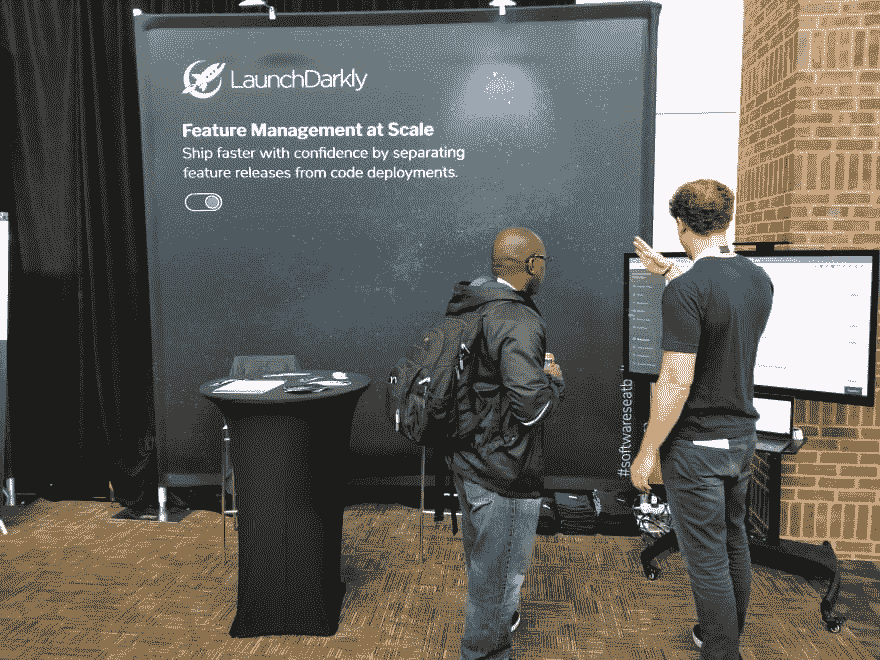 LaunchDarkly
Feature Management at Scale
Ship faster with confidence by separating
feature releases from code deployments.
#softwareseatb